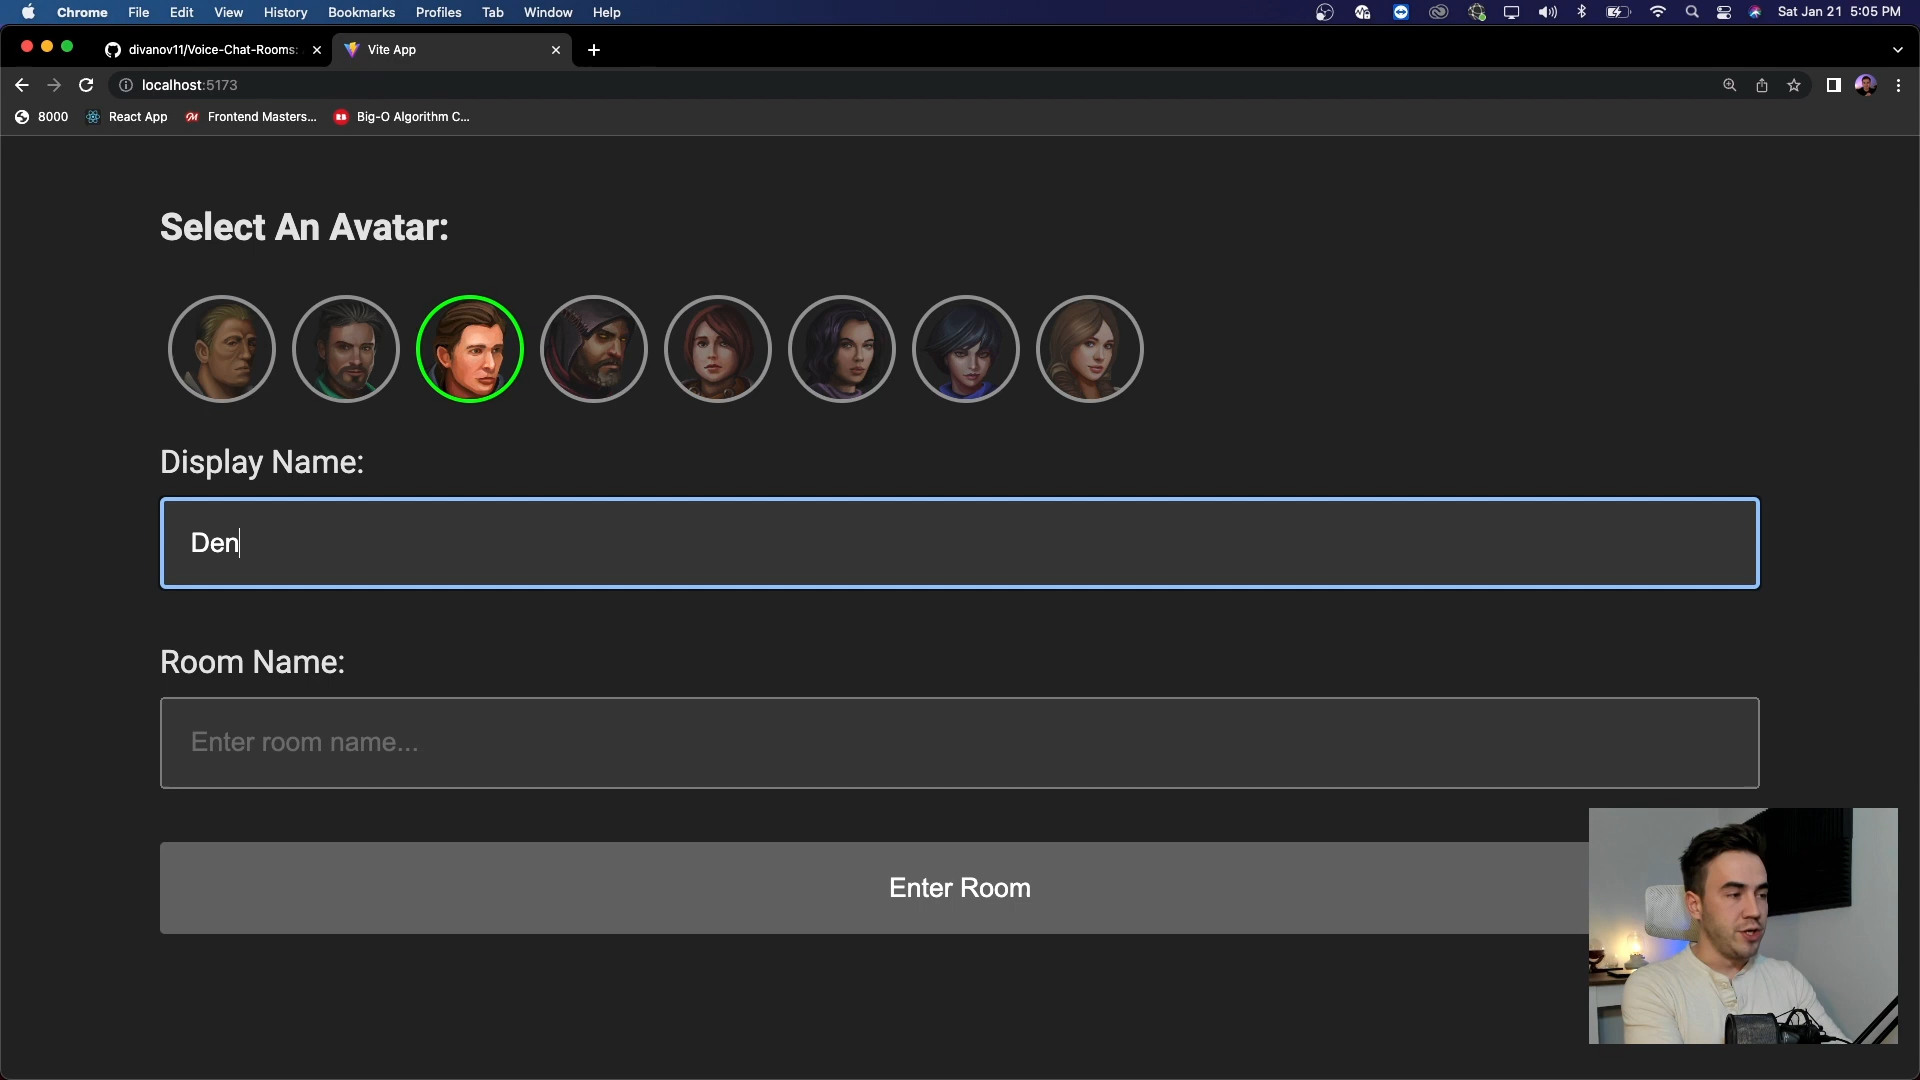 Chrome File Edit View History Bookmarks Profiles Tab Window Help Sat Jan 21 5:05 PM
divanov11/Voice-Chat-Rooms: Vite App
localhost:5173
8000 React App Frontend Masters... Big-O Algorithm C...
Select An Avatar:
Display Name:
Den
Room Name:
Enter room name...
Enter Room